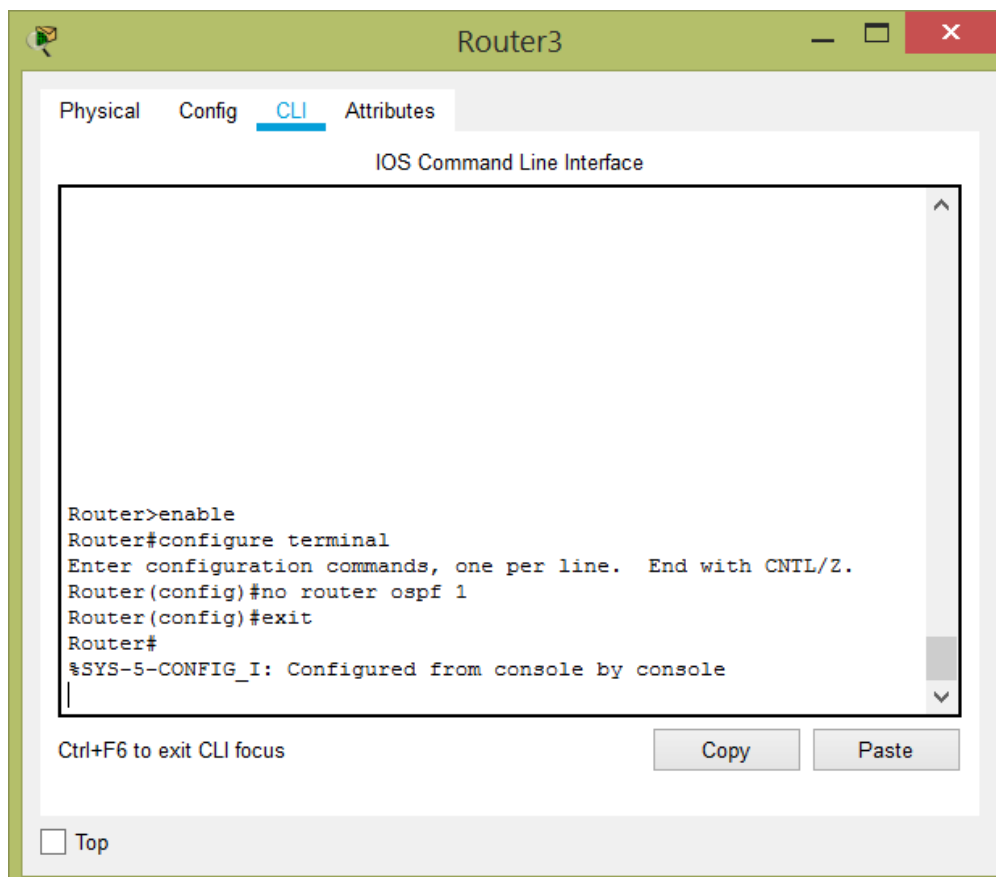 Router3
Physical Config CLI Attributes
IOS Command Line Interface
Router>enable
Router#configure terminal
Enter configuration commands, one per line.  End with CNTL/Z.
Router(config)#no router ospf 1
Router(config)#exit
Router#
%SYS-5-CONFIG_I: Configured from console by console
Ctrl+F6 to exit CLI focus
Copy Paste
Top